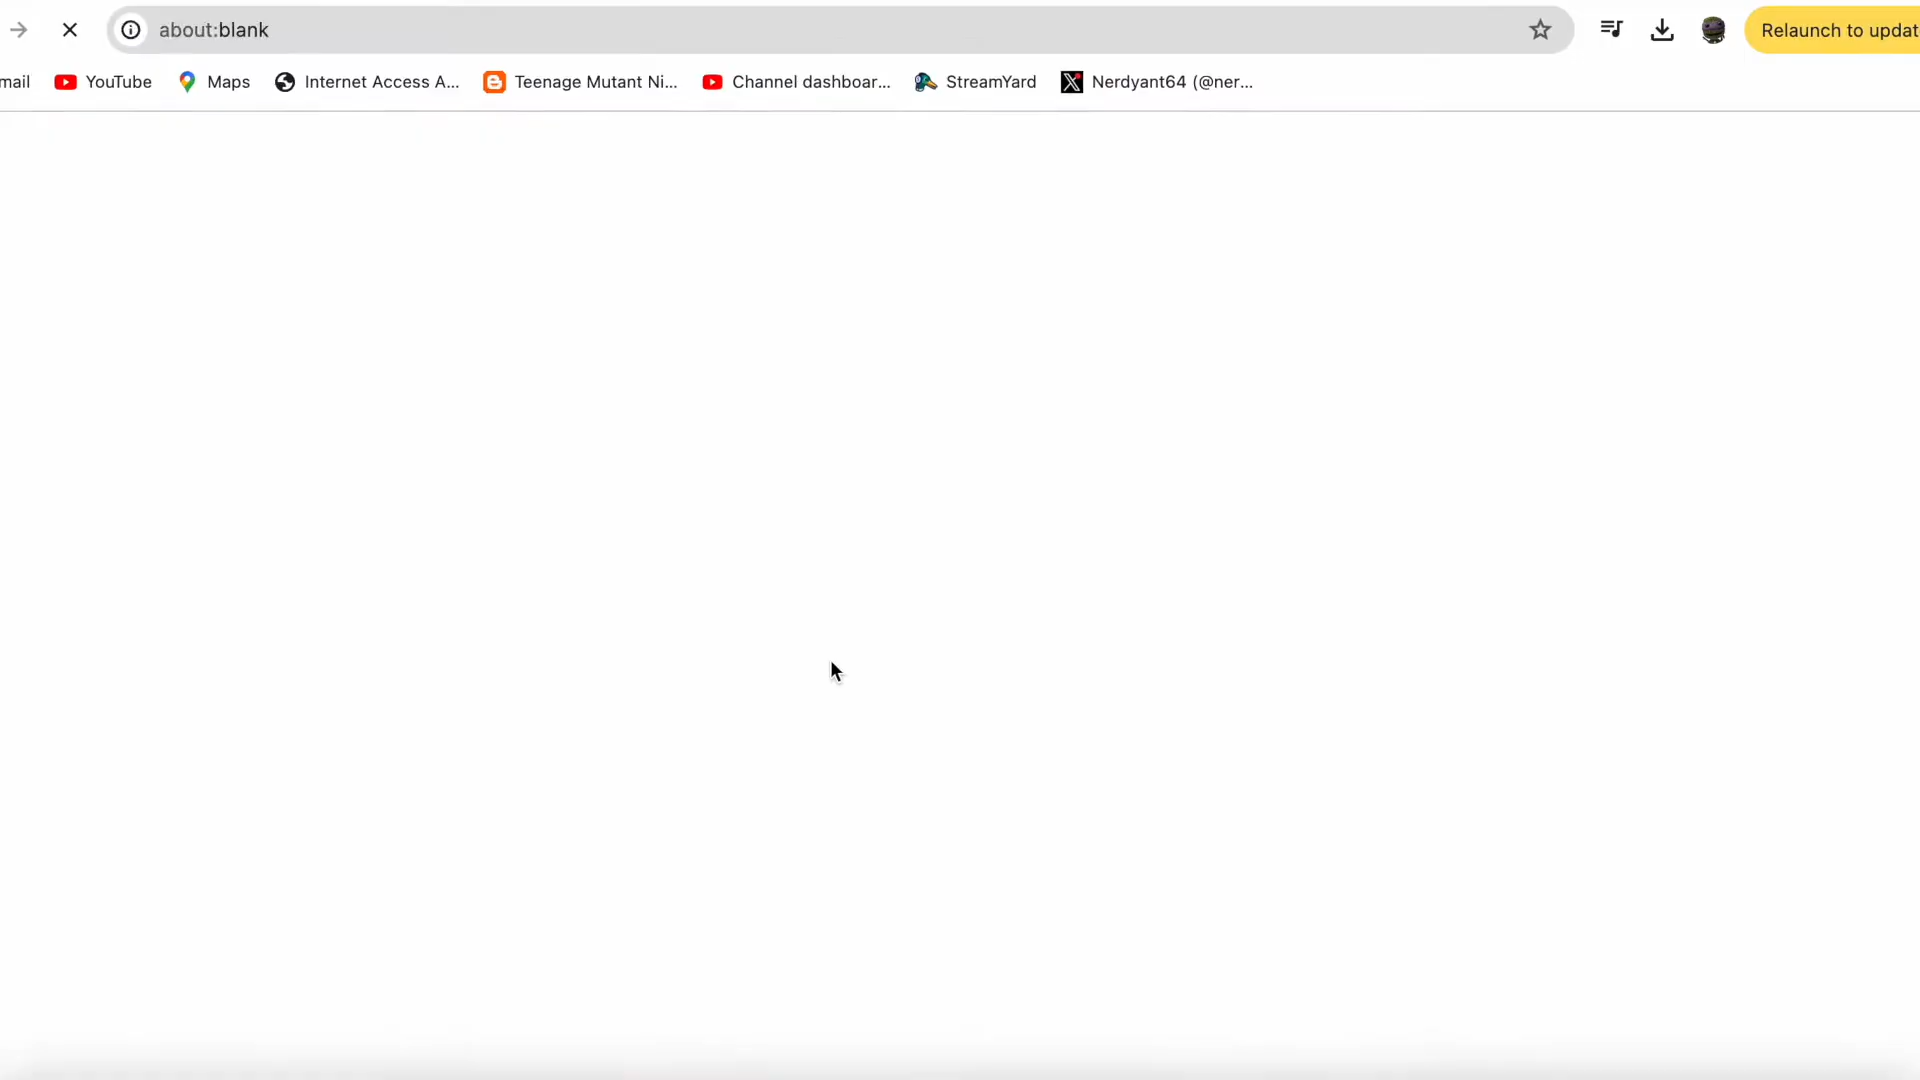 about:blank
Relaunch to updat
mail
YouTube
Maps
Internet Access A...
Teenage Mutant Ni...
Channel dashboar...
StreamYard
Nerdyant64 (@ner...